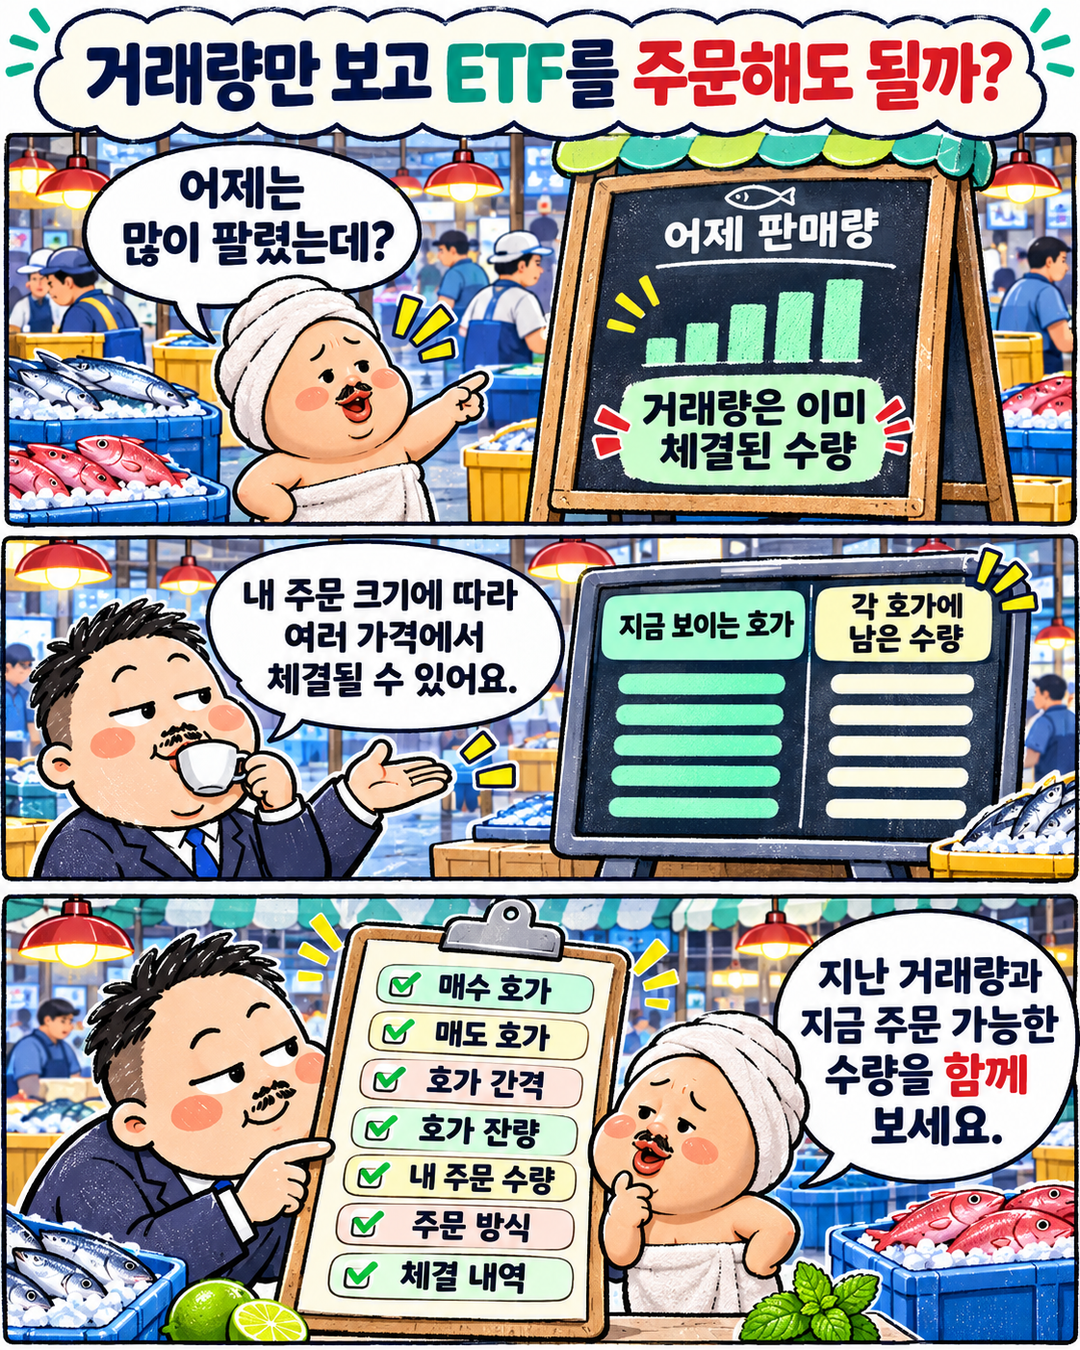 거래량만 보고 ETF를 주문해도 될까?
어제는
많이 팔렸는데?
어제 판매량
거래량은 이미
체결된 수량
내 주문 크기에 따라
여러 가격에서
체결될 수 있어요.
지금 보이는 호가
각 호가에
남은 수량
매수 호가
매도 호가
호가 간격
호가 잔량
내 주문 수량
주문 방식
체결 내역
지난 거래량과
지금 주문 가능한
수량을 함께
보세요.